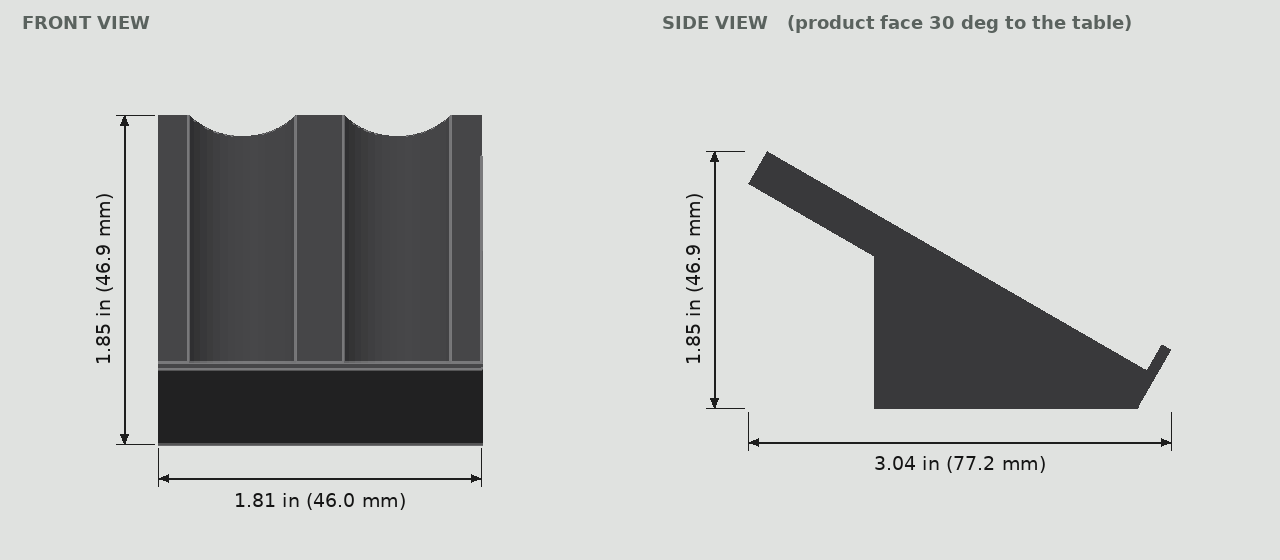 FRONT VIEW
SIDE VIEW (product face 30 deg to the table)
1.85 in (46.9 mm)
1.81 in (46.0 mm)
1.85 in (46.9 mm)
3.04 in (77.2 mm)